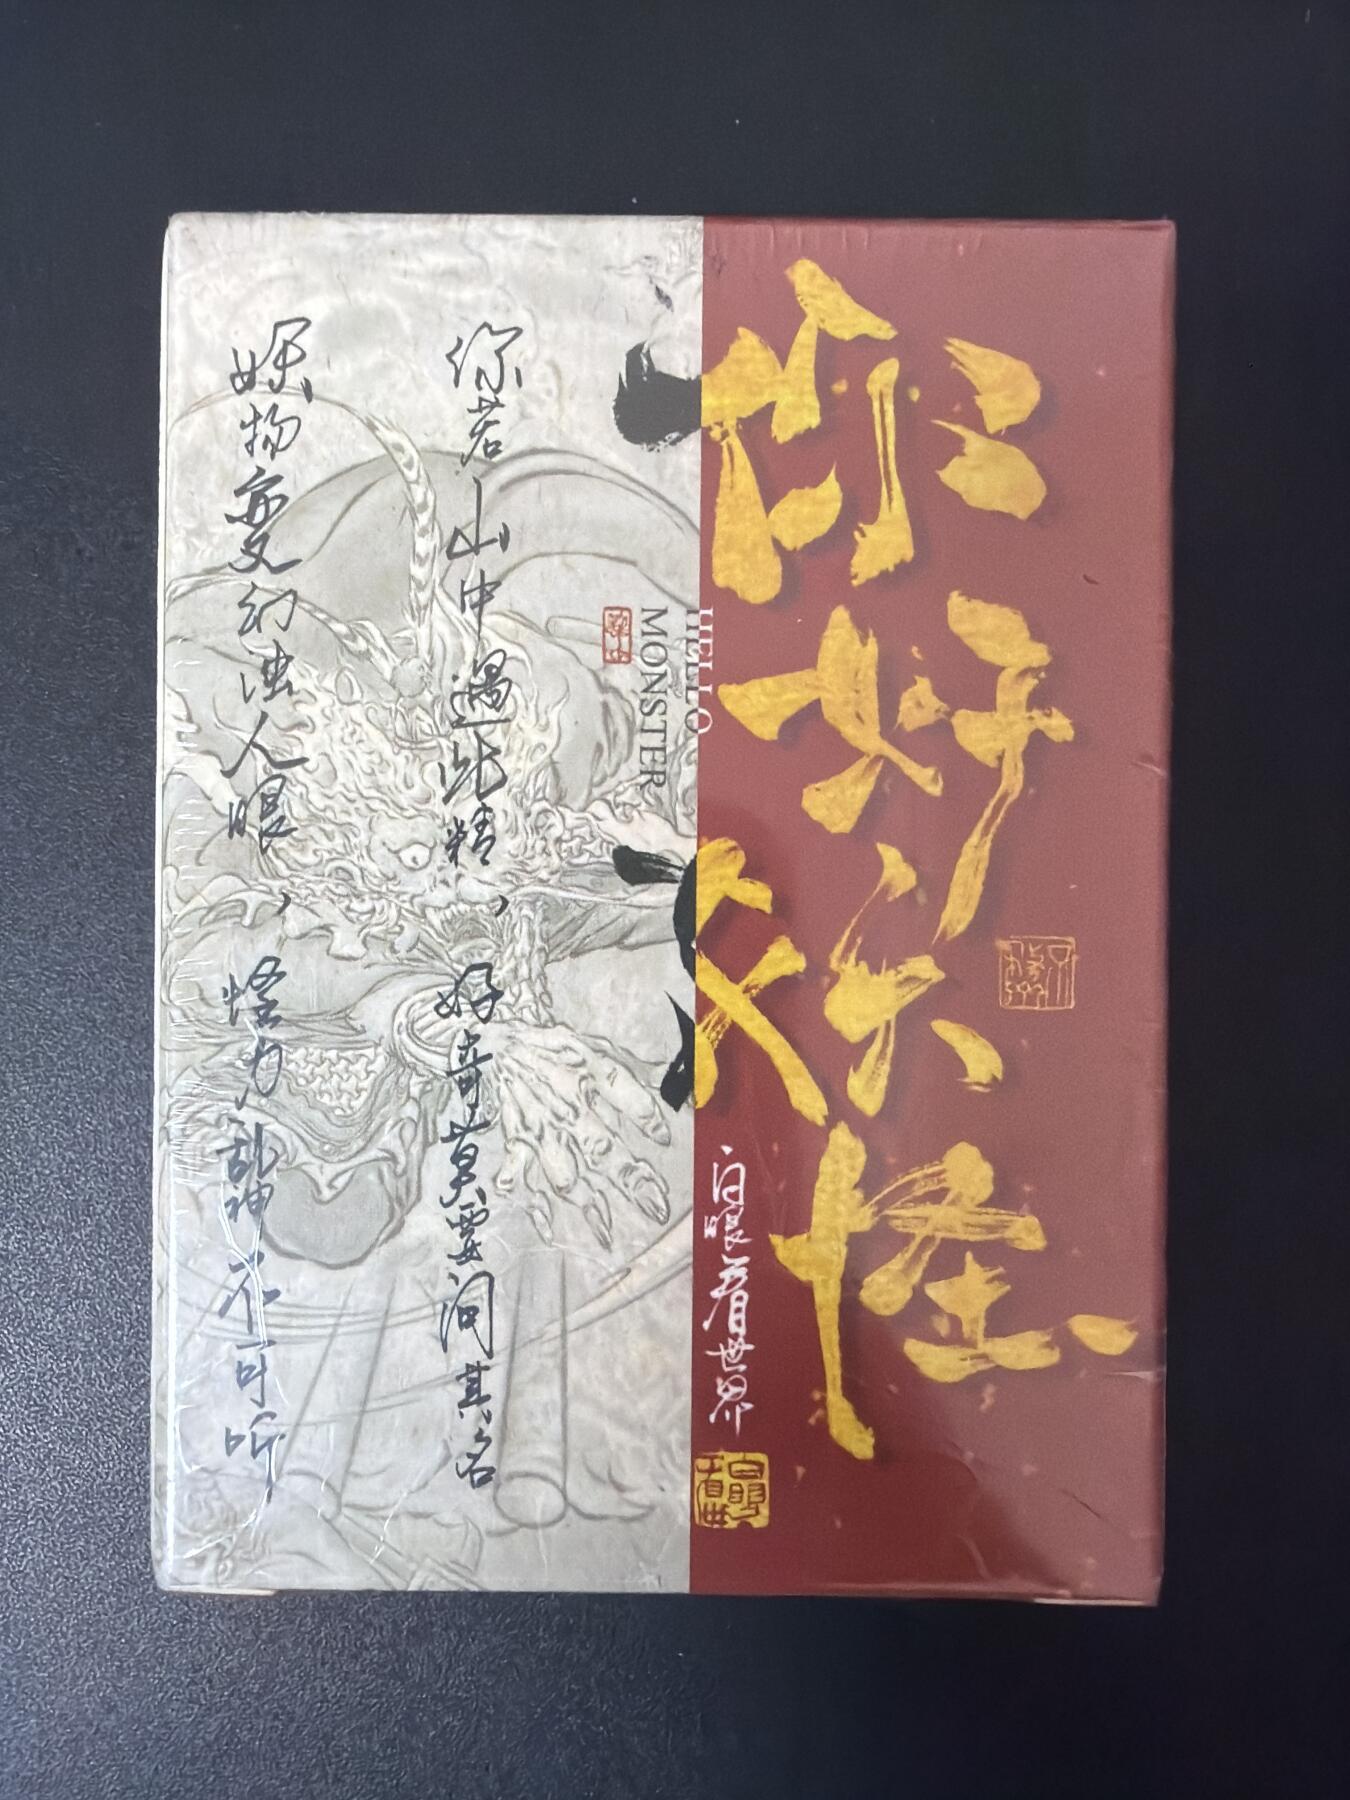 你好妖怪
HELLO
MONSTER
白眼看世界
你若山中遇此精、好奇莫要问其名
妖物变幻浊人眼、怪力乱神不可听